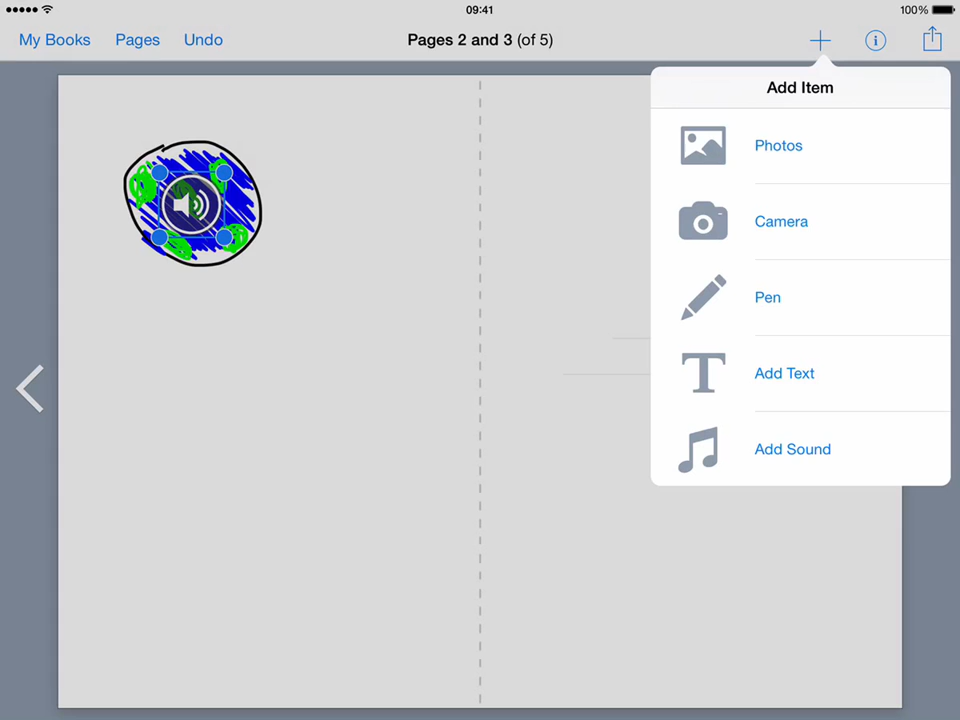 09:41
100%
My Books Pages Undo Pages 2 and 3 (of 5)
Add Item
Photos
Camera
Pen
Add Text
Add Sound